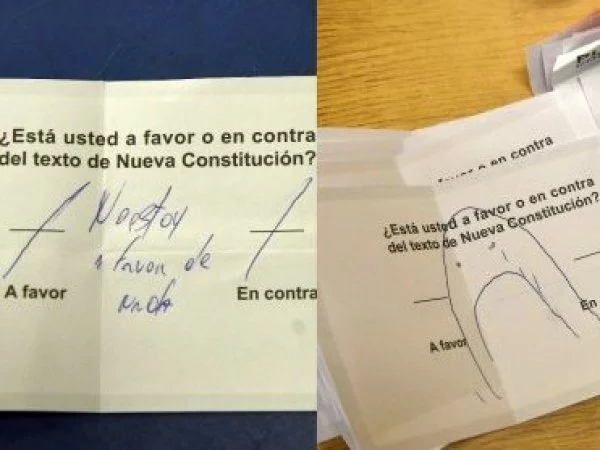 ¿Está usted a favor o en contra
del texto de Nueva Constitución?
No estoy
a favor de
nada
A favor
En contra
a favor o en contra
¿Está usted a favor o en contra
del texto de Nueva Constitución?
A favor
En